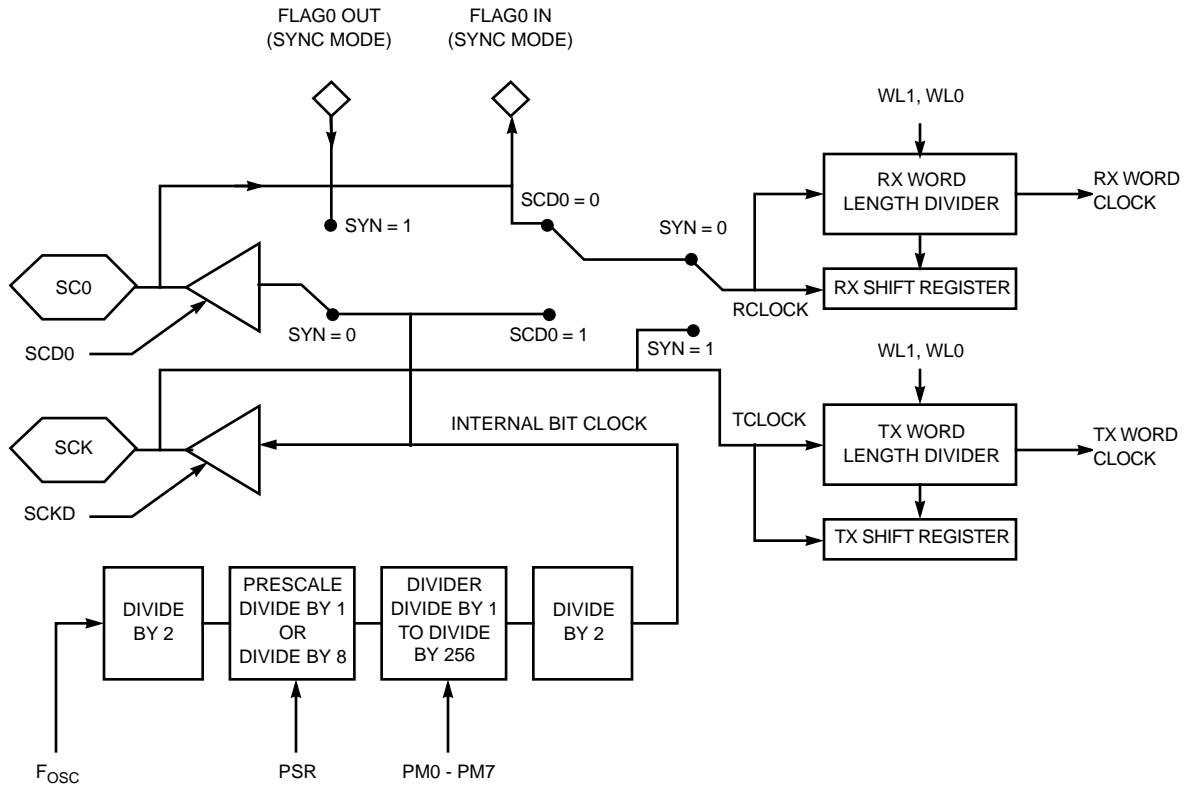 FLAG0 OUT
(SYNC MODE)
FLAG0 IN
(SYNC MODE)
WL1, WL0
RX WORD
LENGTH DIVIDER
RX WORD
CLOCK
SCD0 = 0
SYN = 1
SYN = 0
SC0
RX SHIFT REGISTER
RCLOCK
SYN = 0
SCD0 = 1
SYN = 1
SCD0
WL1, WL0
INTERNAL BIT CLOCK
TCLOCK
TX WORD
LENGTH DIVIDER
TX WORD
CLOCK
SCK
SCKD
TX SHIFT REGISTER
DIVIDE
BY 2
PRESCALE
DIVIDE BY 1
OR
DIVIDE BY 8
DIVIDER
DIVIDE BY 1
TO DIVIDE
BY 256
DIVIDE
BY 2
FOSC
PSR
PM0 - PM7